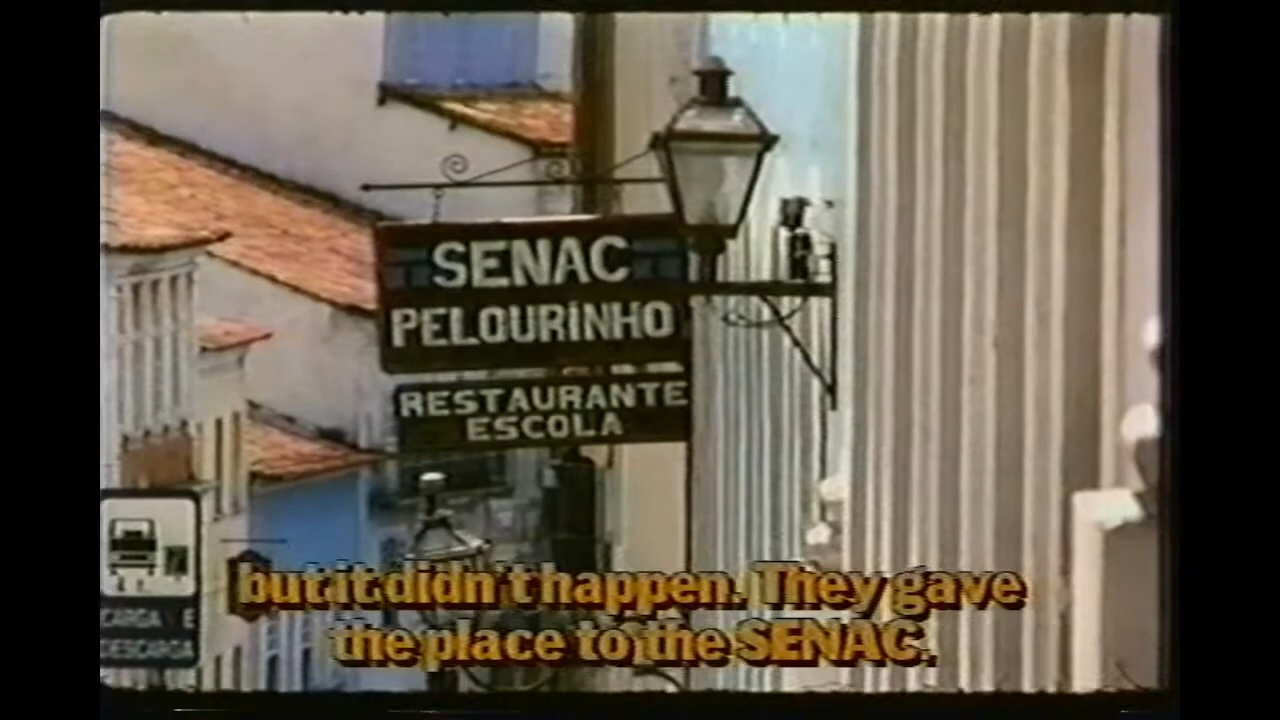 SENAC
PELOURINHO
RESTAURANTE
ESCOLA
CARGA E
DESCARGA
but it didn't happen. They gave
the place to the SENAC.